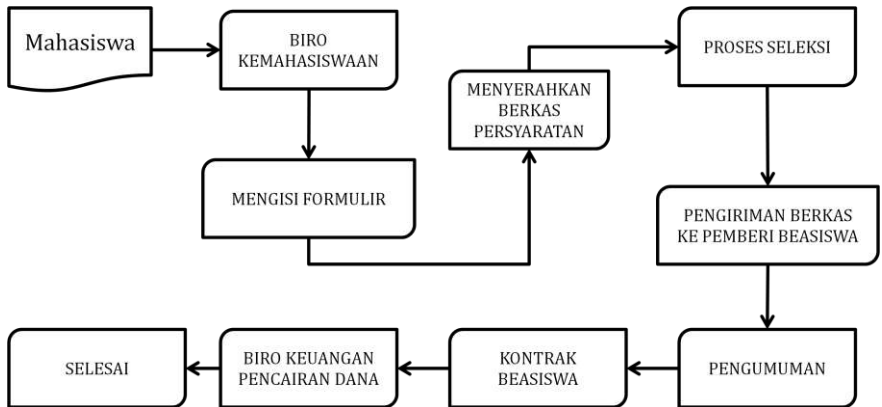 Mahasiswa
BIRO
KEMAHASISWAAN
MENGISI FORMULIR
MENYERAHKAN
BERKAS
PERSYARATAN
PROSES SELEKSI
PENGIRIMAN BERKAS
KE PEMBERI BEASISWA
PENGUMUMAN
KONTRAK
BEASISWA
BIRO KEUANGAN
PENCAIRAN DANA
SELESAI